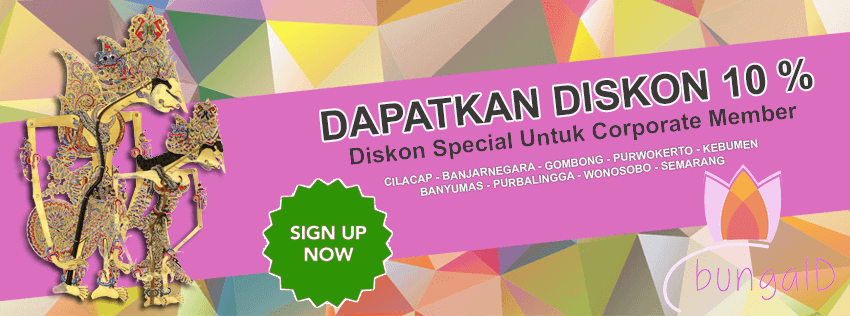 DAPATKAN DISKON 10 %
Diskon Special Untuk Corporate Member
CILACAP - BANJARNEGARA - GOMBONG - PURWOKERTO - KEBUMEN
BANYUMAS - PURBALINGGA - WONOSOBO - SEMARANG
SIGN UP
NOW
bungaID